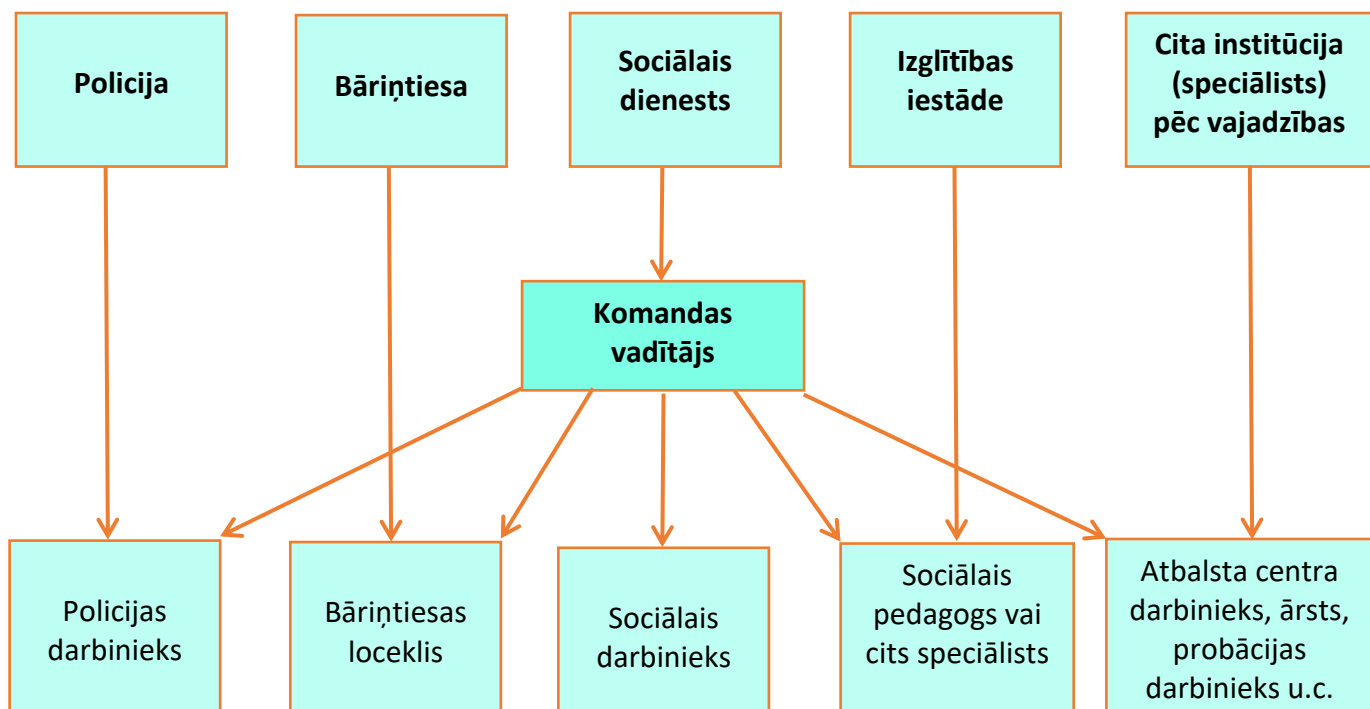 Policija
Bāriņtiesa
Sociālais
dienests
Izglītības
iestāde
Cita institūcija
(speciālists)
pēc vajadzības
Komandas
vadītājs
Policijas
darbinieks
Bāriņtiesas
loceklis
Sociālais
darbinieks
Sociālais
pedagogs vai
cits speciālists
Atbalsta centra
darbinieks, ārsts,
probācijas
darbinieks u.c.